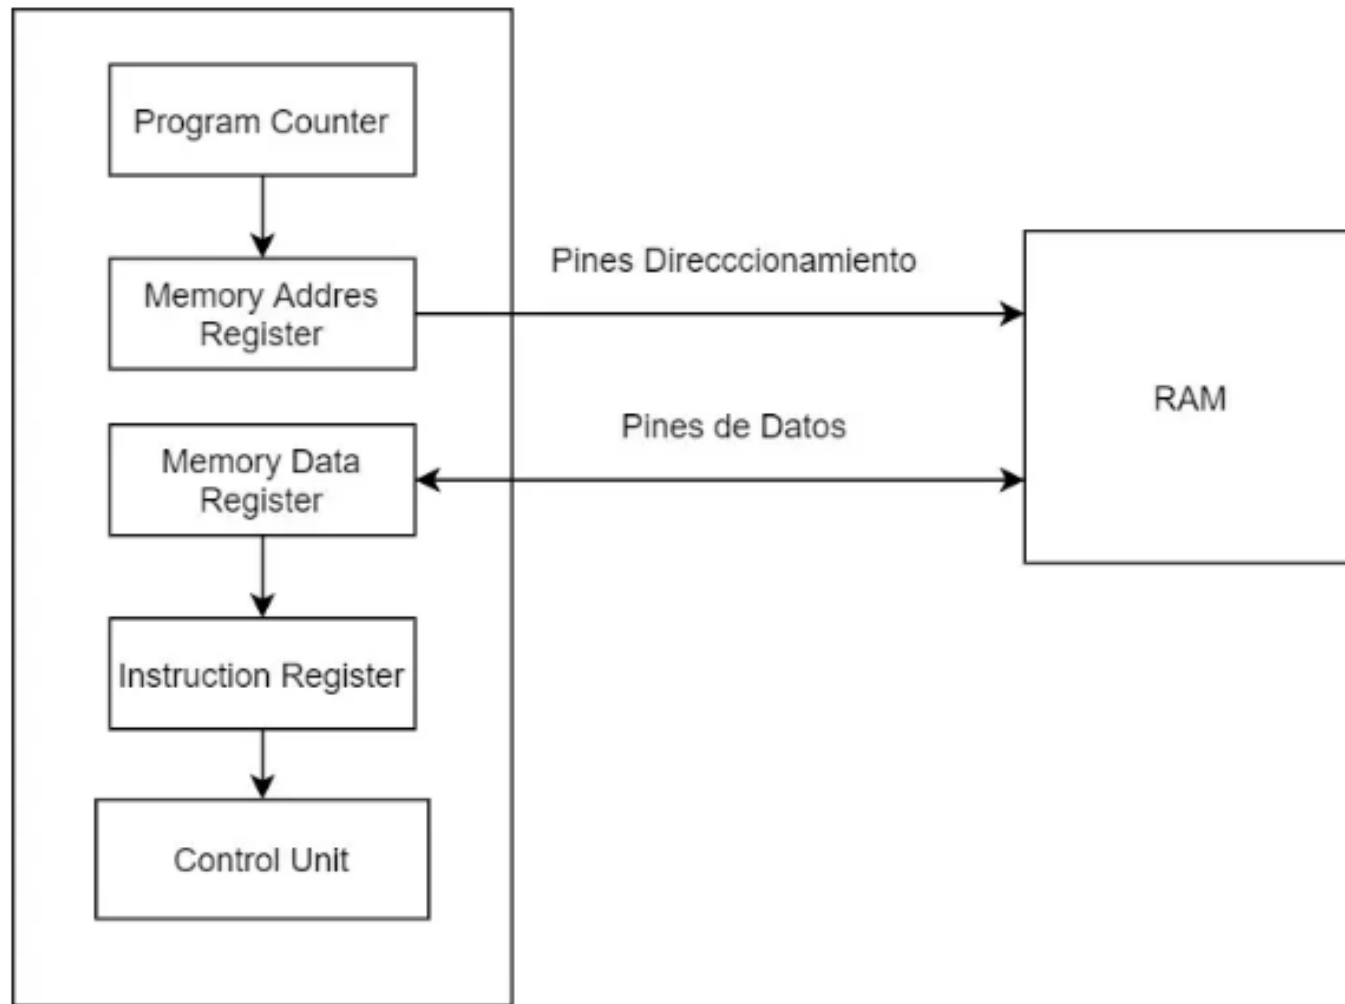 Program Counter
Memory Addres
Register
Pines Direcccionamiento
Memory Data
Register
Pines de Datos
RAM
Instruction Register
Control Unit